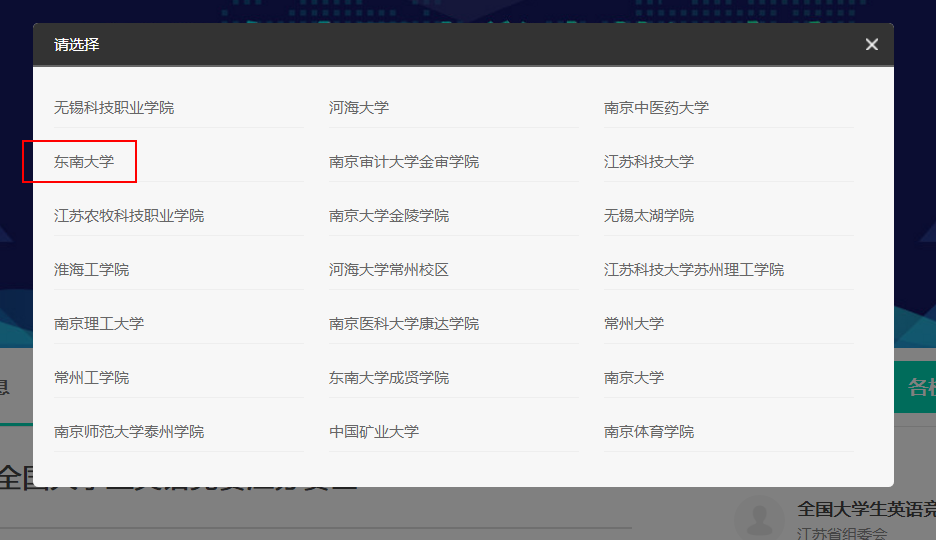 请选择
无锡科技职业学院
河海大学
南京中医药大学
东南大学
南京审计大学金审学院
江苏科技大学
江苏农牧科技职业学院
南京大学金陵学院
无锡太湖学院
淮海工学院
河海大学常州校区
江苏科技大学苏州理工学院
南京理工大学
南京医科大学康达学院
常州大学
常州工学院
东南大学成贤学院
南京大学
南京师范大学泰州学院
中国矿业大学
南京体育学院
息
各校
全国大学生英语竞
江苏省组委会